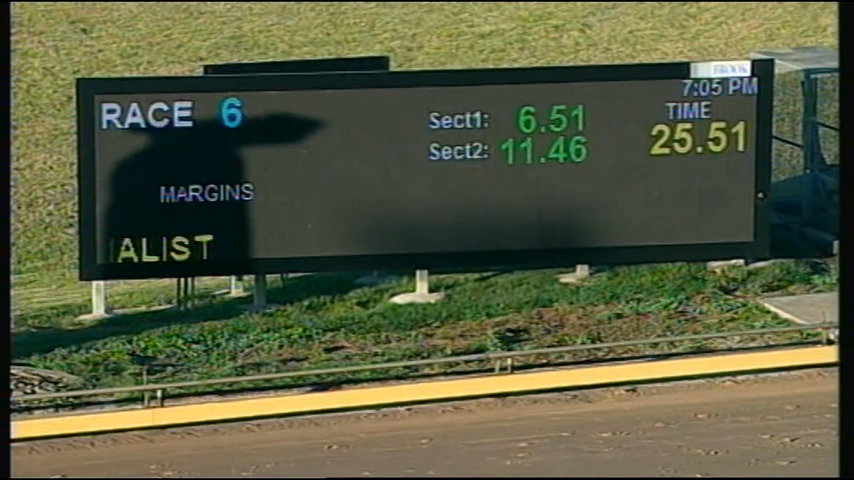 7:05 PM
RACE 6
Sect1: 6.51
TIME
Sect2: 11.46
25.51
MARGINS
ALIST